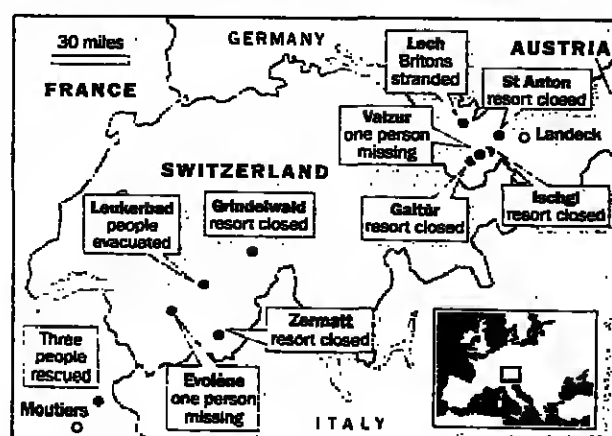 30 miles
GERMANY
Lech
Britons
stranded
AUSTRIA
FRANCE
St Anton
resort closed
Valzur
one person
missing
Landeck
SWITZERLAND
Leukerbad
people
evacuated
Grindelwald
resort closed
Galtür
resort closed
Ischgl
resort closed
Three
people
rescued
Zermatt
resort closed
Moutiers
Evolène
one person
missing
ITALY